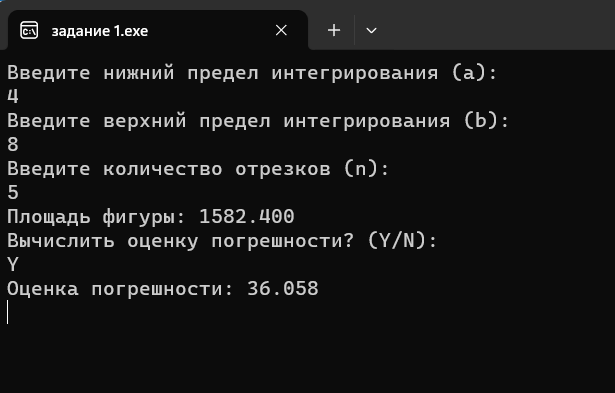 задание 1.exe
Введите нижний предел интегрирования (a):
4
Введите верхний предел интегрирования (b):
8
Введите количество отрезков (n):
5
Площадь фигуры: 1582.400
Вычислить оценку погрешности? (Y/N):
Y
Оценка погрешности: 36.058